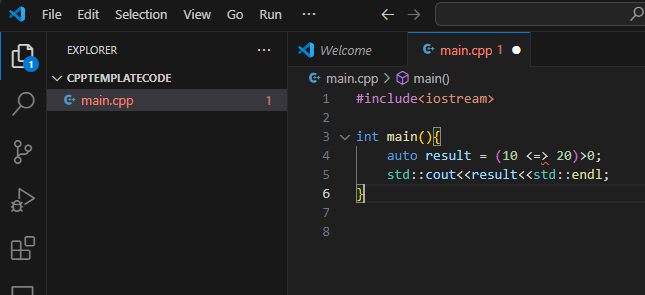 File Edit Selection View Go Run ...
EXPLORER ...
CPPTEMPLATECODE
main.cpp 1
1
Welcome
main.cpp 1
main.cpp > main()
1 #include<iostream>
2
3 int main(){
4 auto result = (10 <=> 20)>0;
5 std::cout<<result<<std::endl;
6 }
7
8